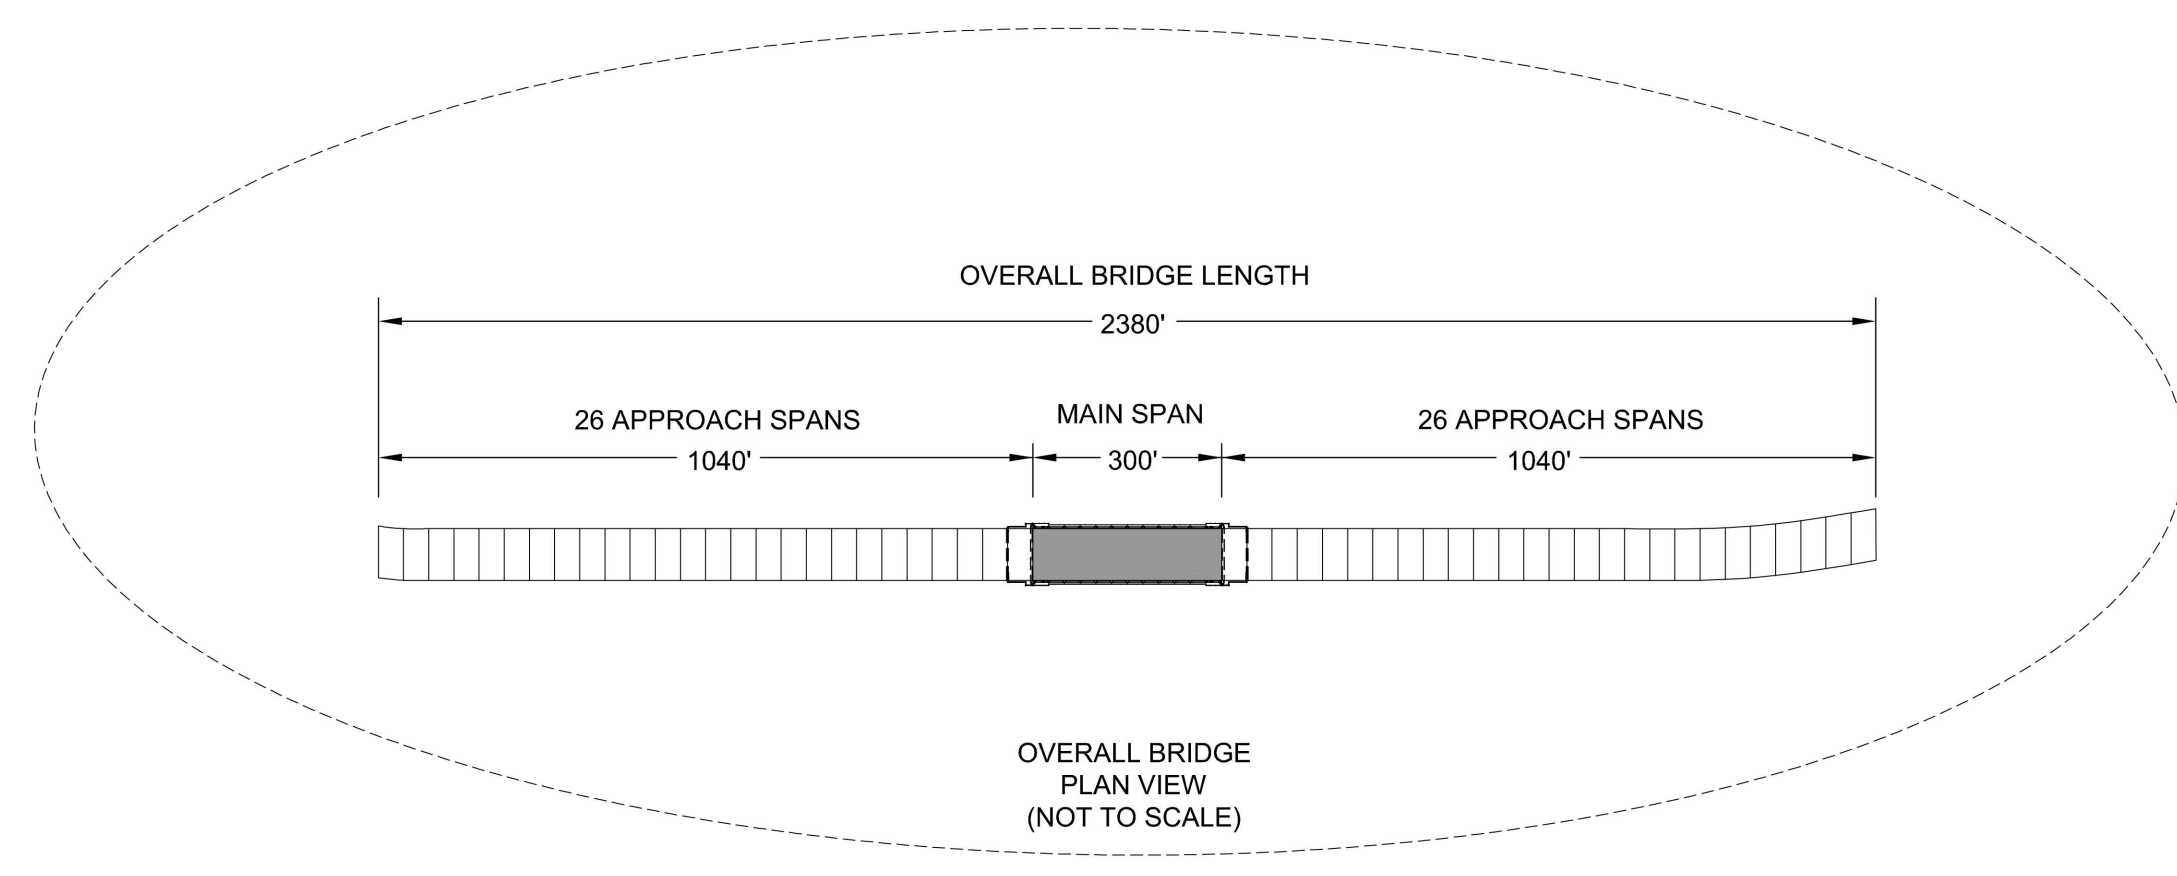 OVERALL BRIDGE LENGTH
2380'
26 APPROACH SPANS
1040'
MAIN SPAN
300'
26 APPROACH SPANS
1040'
OVERALL BRIDGE
PLAN VIEW
(NOT TO SCALE)